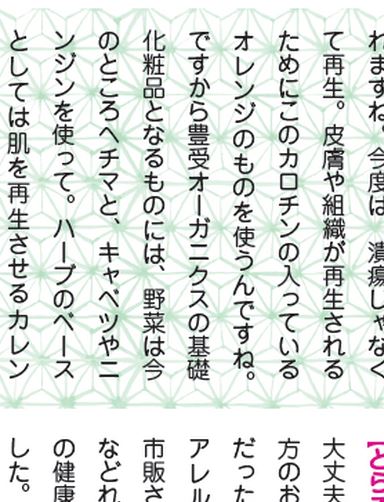 れますね。今度は、潰瘍じゃなく
て再生。皮膚や組織が再生される
ためにこのカロチンの入っている
オレンジのものを使うんですね。
ですから豊受オーガニクスの基礎
化粧品となるものには、野菜は今
のところヘチマと、キャベツやニ
ンジンを使って。ハーブのベース
としては肌を再生させるカレン
大丈夫
方のお
だった
アレル
市販さ
などれ
の健康
した。